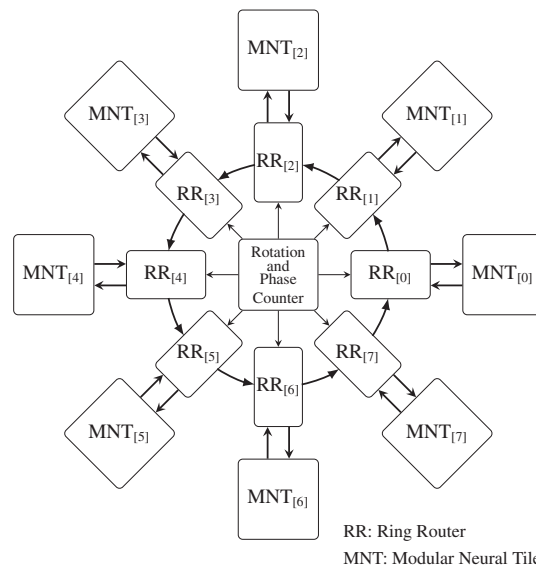 MNT[2]
MNT[3]
MNT[1]
RR[2]
RR[3]
RR[1]
Rotation
and
Phase
Counter
MNT[4]
RR[4]
RR[0]
MNT[0]
RR[5]
RR[7]
RR[6]
MNT[5]
MNT[7]
MNT[6]
RR: Ring Router
MNT: Modular Neural Tile